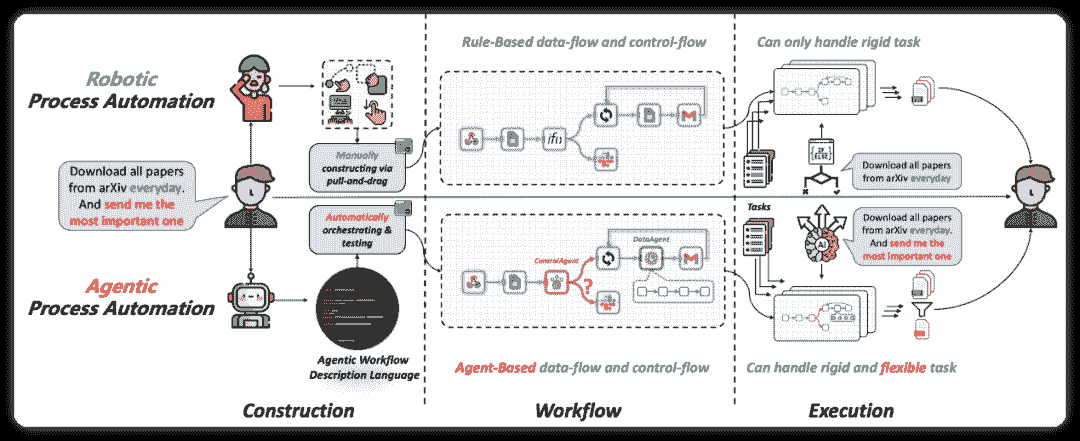 Robotic
Process Automation
Download all papers
from arXiv everyday.
And send me the
most important one
Agentic
Process Automation
Manually
constructing via
pull-and-drag
Automatically
orchestrating &
testing
Agentic Workflow
Description Language
Construction
Rule-Based data-flow and control-flow
ControlAgent
DataAgent
?
Agent-Based data-flow and control-flow
Workflow
Can only handle rigid task
IF
ELSE
Download all papers
from arXiv everyday
Tasks
AI
Download all papers
from arXiv everyday.
And send me the
most important one
Can handle rigid and flexible task
Execution